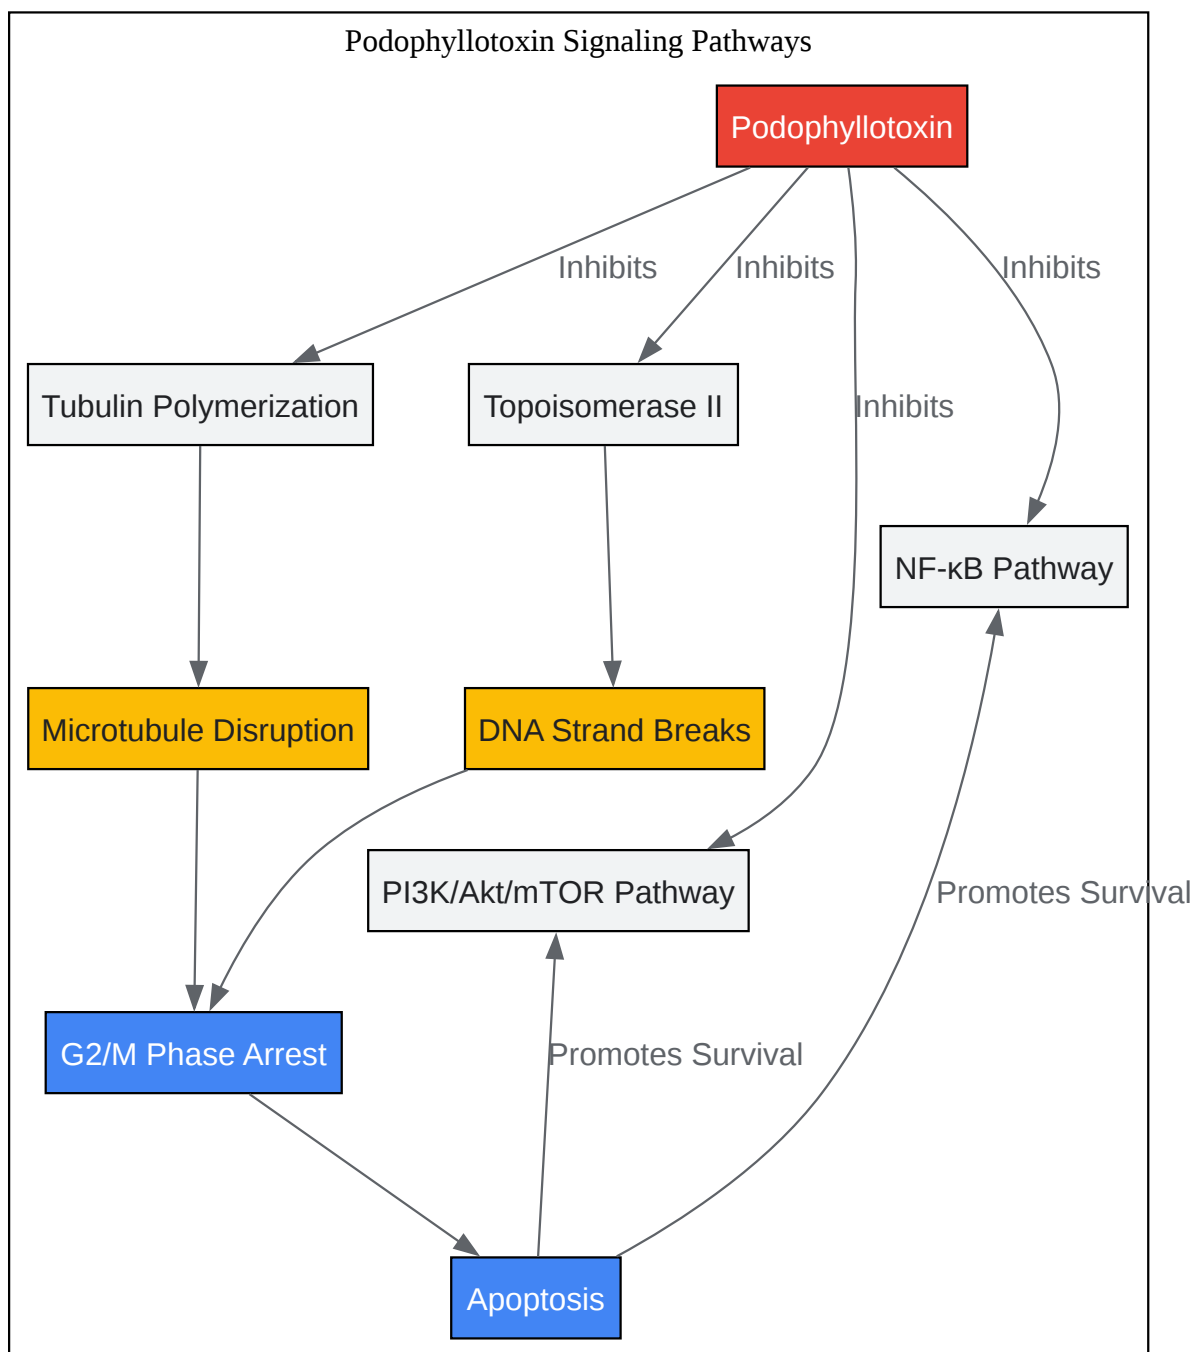 Podophyllotoxin Signaling Pathways
Podophyllotoxin
Inhibits
Inhibits
Inhibits
Tubulin Polymerization
Topoisomerase II
Inhibits
NF-κB Pathway
Microtubule Disruption
DNA Strand Breaks
PI3K/Akt/mTOR Pathway
Promotes Survival
G2/M Phase Arrest
Promotes Survival
Apoptosis